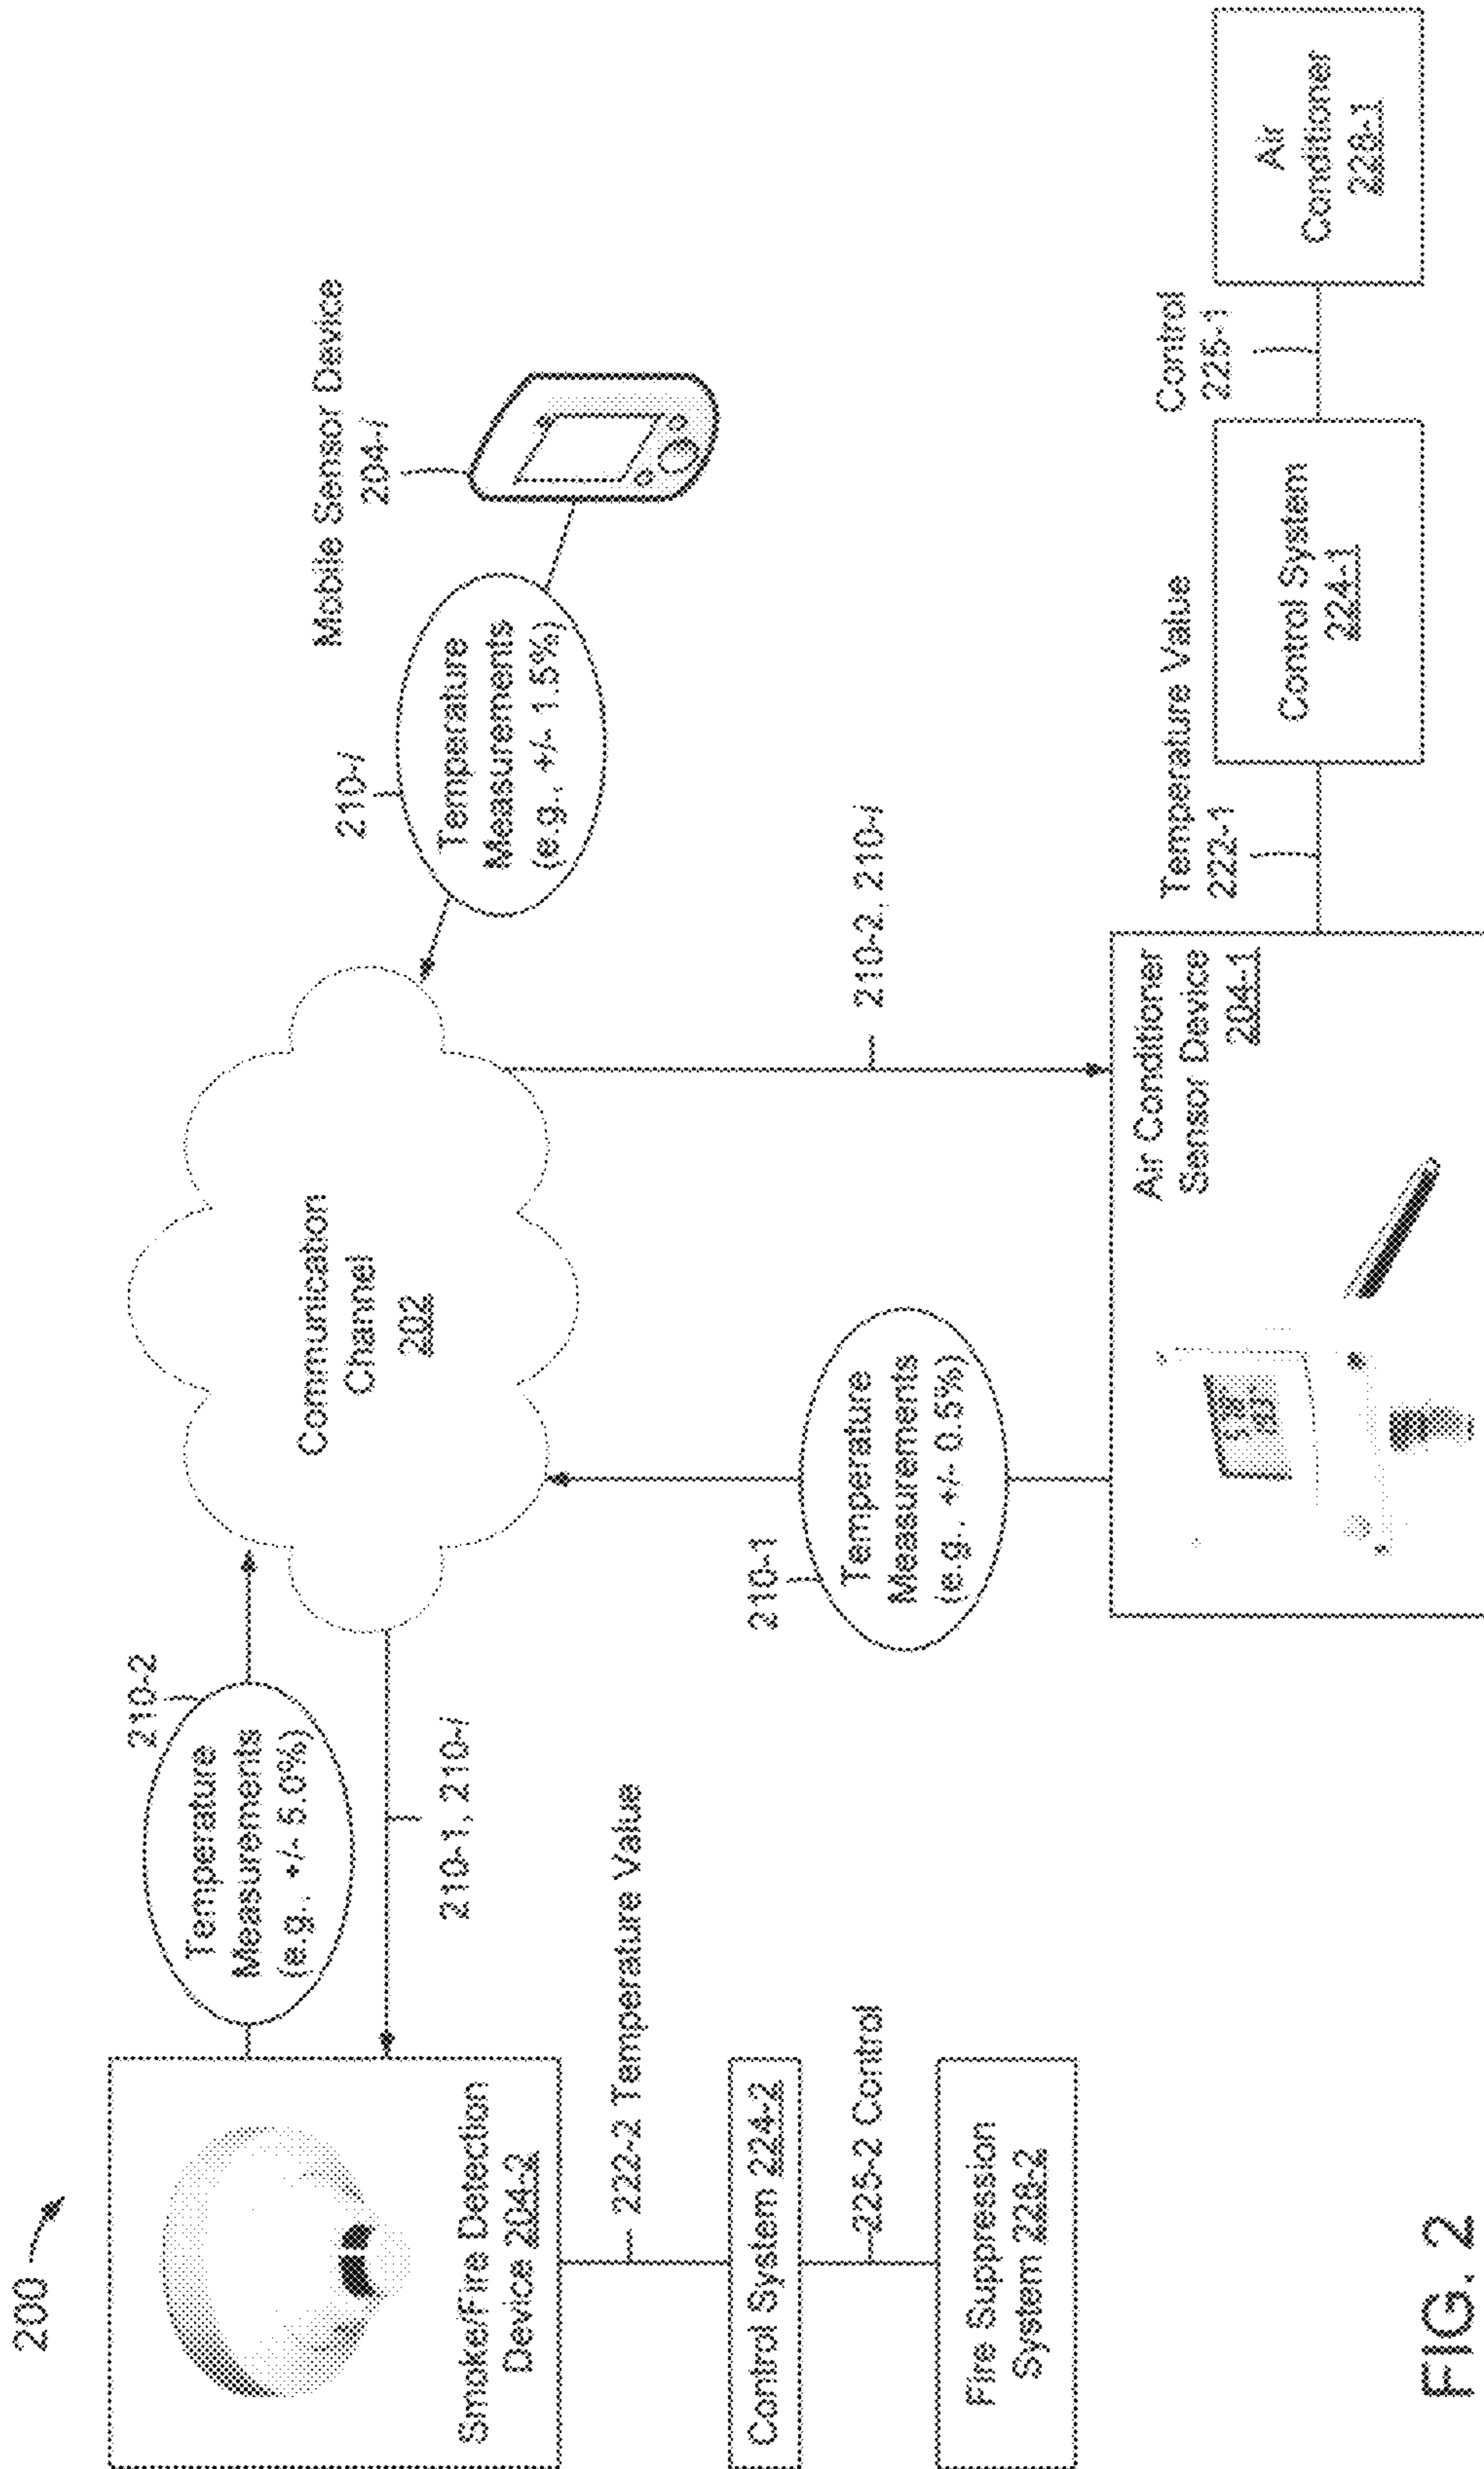 200
Smoke/Fire Detection
Device 204-2
222-2 Temperature Value
Control System 224-2
225-2 Control
Fire Suppression
System 228-2
210-2
Temperature
Measurements
(e.g., +/- 5.0%)
210-1, 210-i
Communication
Channel
202
210-1
Temperature
Measurements
(e.g., +/- 0.5%)
210-i
Temperature
Measurements
(e.g., +/- 1.5%)
Mobile Sensor Device
204-i
210-2, 210-i
Air Conditioner
Sensor Device
204-1
Temperature Value
222-1
Control System
224-1
Control
225-1
Air
Conditioner
228-1
FIG. 2